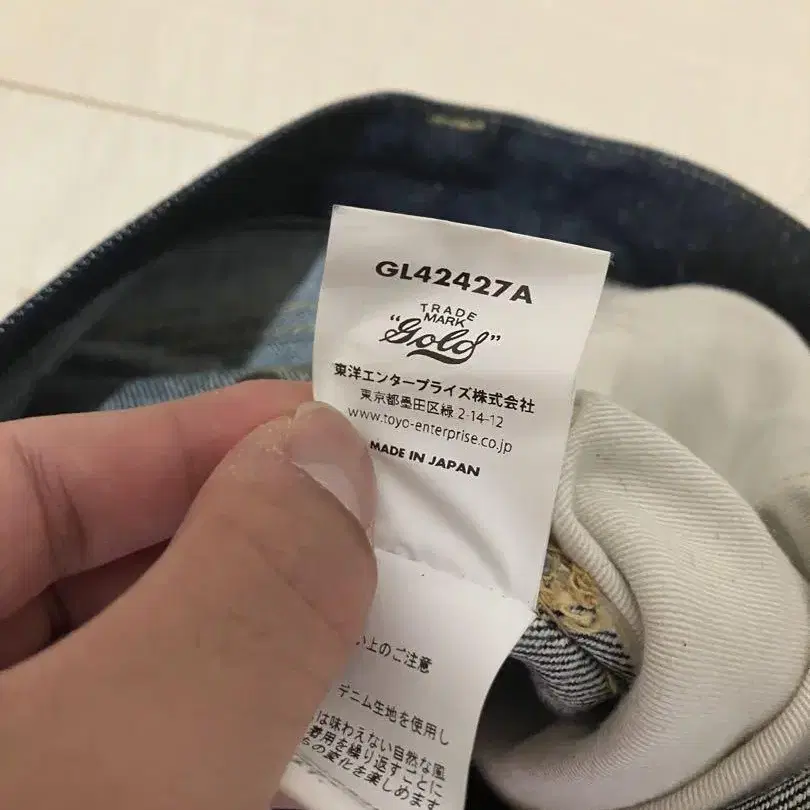 GL42427A
TRADE
MARK
"Gold"
東洋エンタープライズ株式会社
東京都墨田区緑 2-14-12
www.toyo-enterprise.co.jp
MADE IN JAPAN
い上のご注意
デニム生地を使用し
は味わえない自然な風
着用を繰り返すごとに
の変化を楽しめます